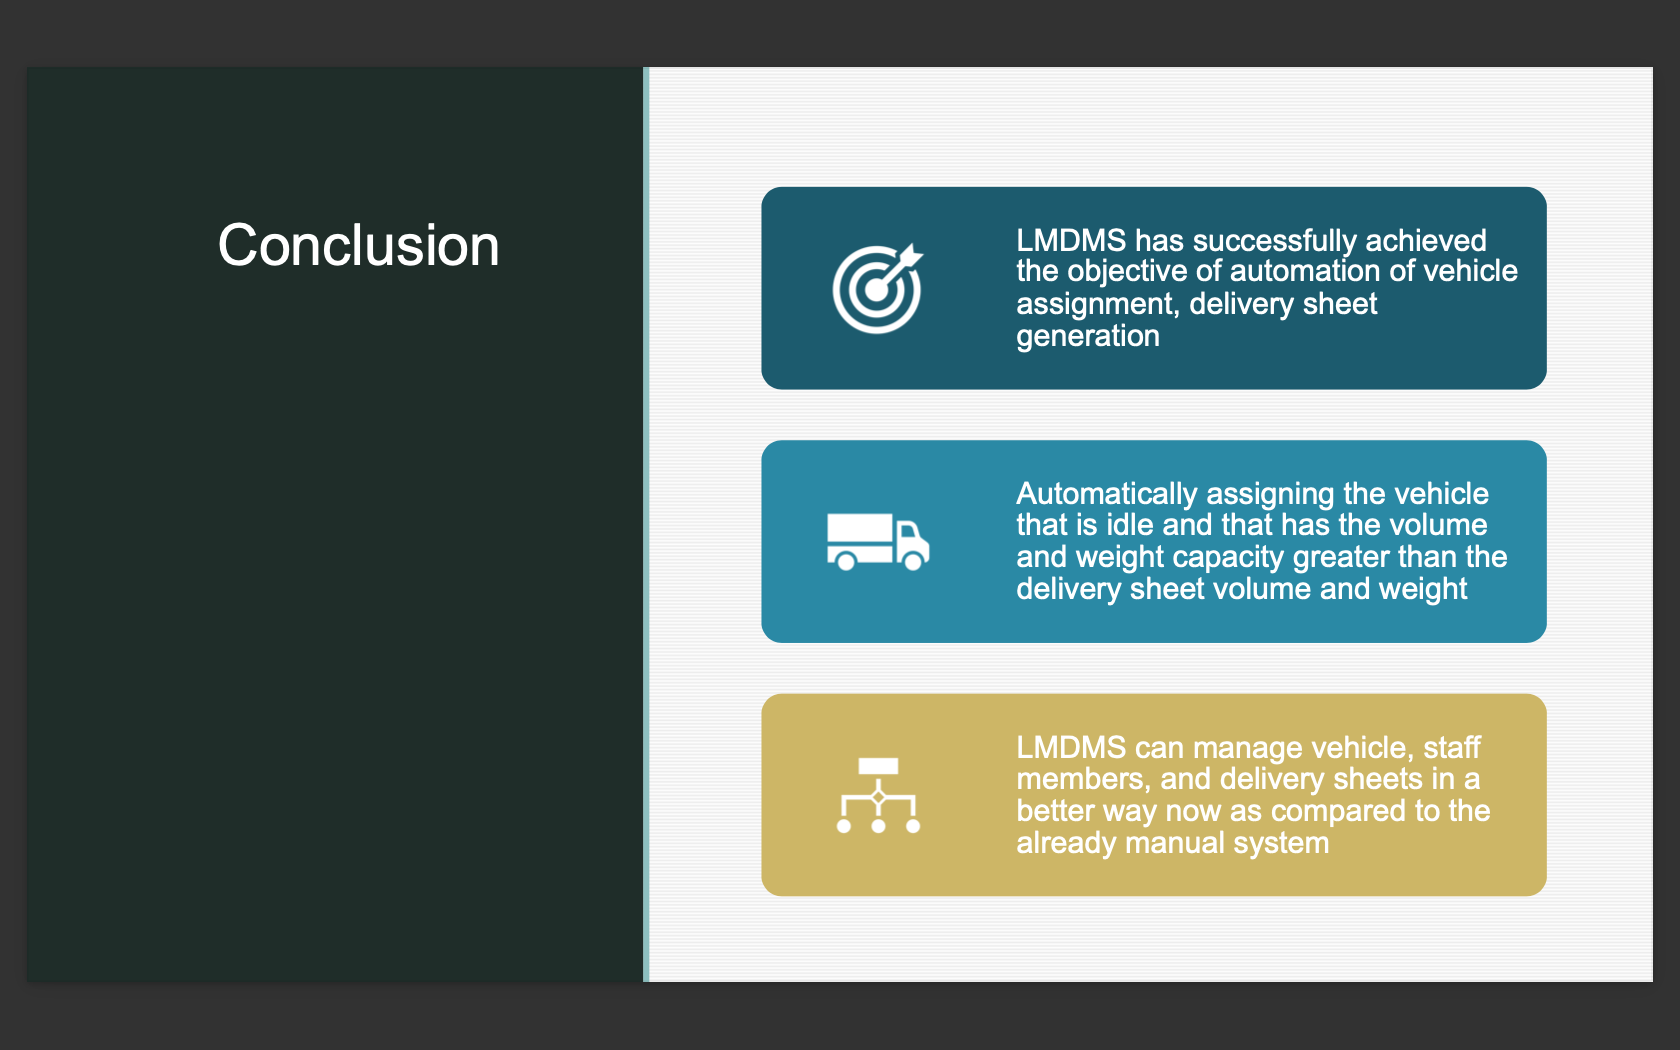 Conclusion
LMDMS has successfully achieved
the objective of automation of vehicle
assignment, delivery sheet
generation
Automatically assigning the vehicle
that is idle and that has the volume
and weight capacity greater than the
delivery sheet volume and weight
LMDMS can manage vehicle, staff
members, and delivery sheets in a
better way now as compared to the
already manual system